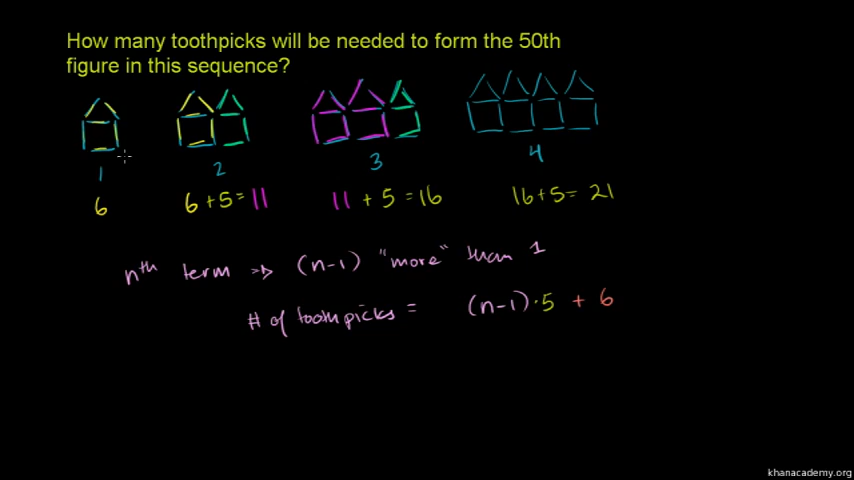 How many toothpicks will be needed to form the 50th
figure in this sequence?
1 2 3 4
6 6+5=11 11 + 5 =16 16+5= 21
nth term => (n-1) "more" than 1
# of toothpicks = (n-1)·5 + 6
khanacademy.org